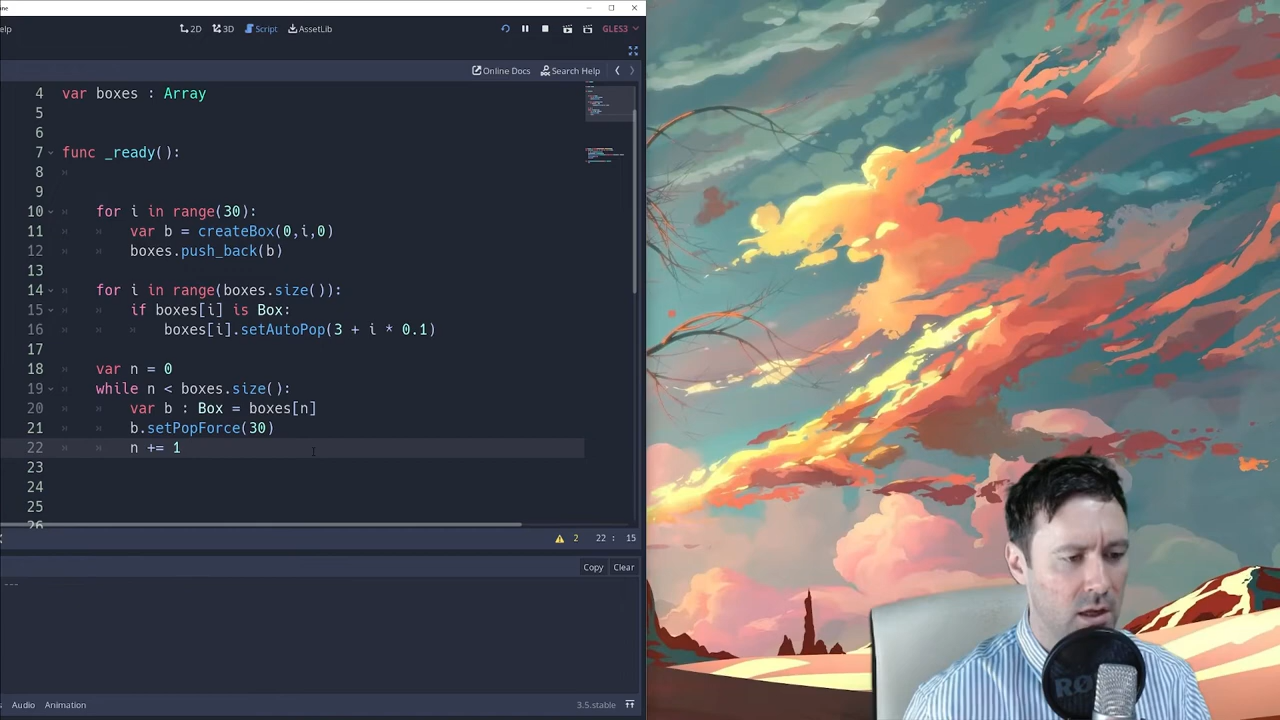 2D 3D Script AssetLib GLES3
Online Docs Search Help
4 var boxes : Array
5
6
7 func _ready():
8
9
10 for i in range(30):
11 var b = createBox(0,i,0)
12 boxes.push_back(b)
13
14 for i in range(boxes.size()):
15 if boxes[i] is Box:
16 boxes[i].setAutoPop(3 + i * 0.1)
17
18 var n = 0
19 while n < boxes.size():
20 var b : Box = boxes[n]
21 b.setPopForce(30)
22 n += 1
23
24
25
26
2 22 : 15
Copy Clear
---
Audio Animation 3.5.stable
RØ